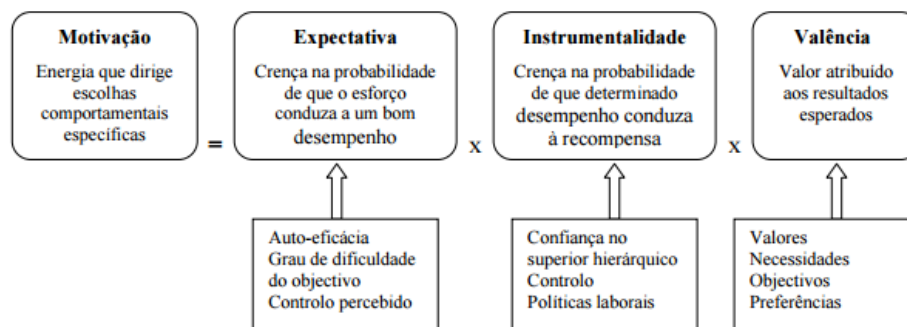 Motivação
Energia que dirige
escolhas
comportamentais
específicas
=
Expectativa
Crença na probabilidade
de que o esforço
conduza a um bom
desempenho
x
Instrumentalidade
Crença na probabilidade
de que determinado
desempenho conduza
à recompensa
x
Valência
Valor atribuído
aos resultados
esperados
Auto-eficácia
Grau de dificuldade
do objectivo
Controlo percebido
Confiança no
superior hierárquico
Controlo
Políticas laborais
Valores
Necessidades
Objectivos
Preferências